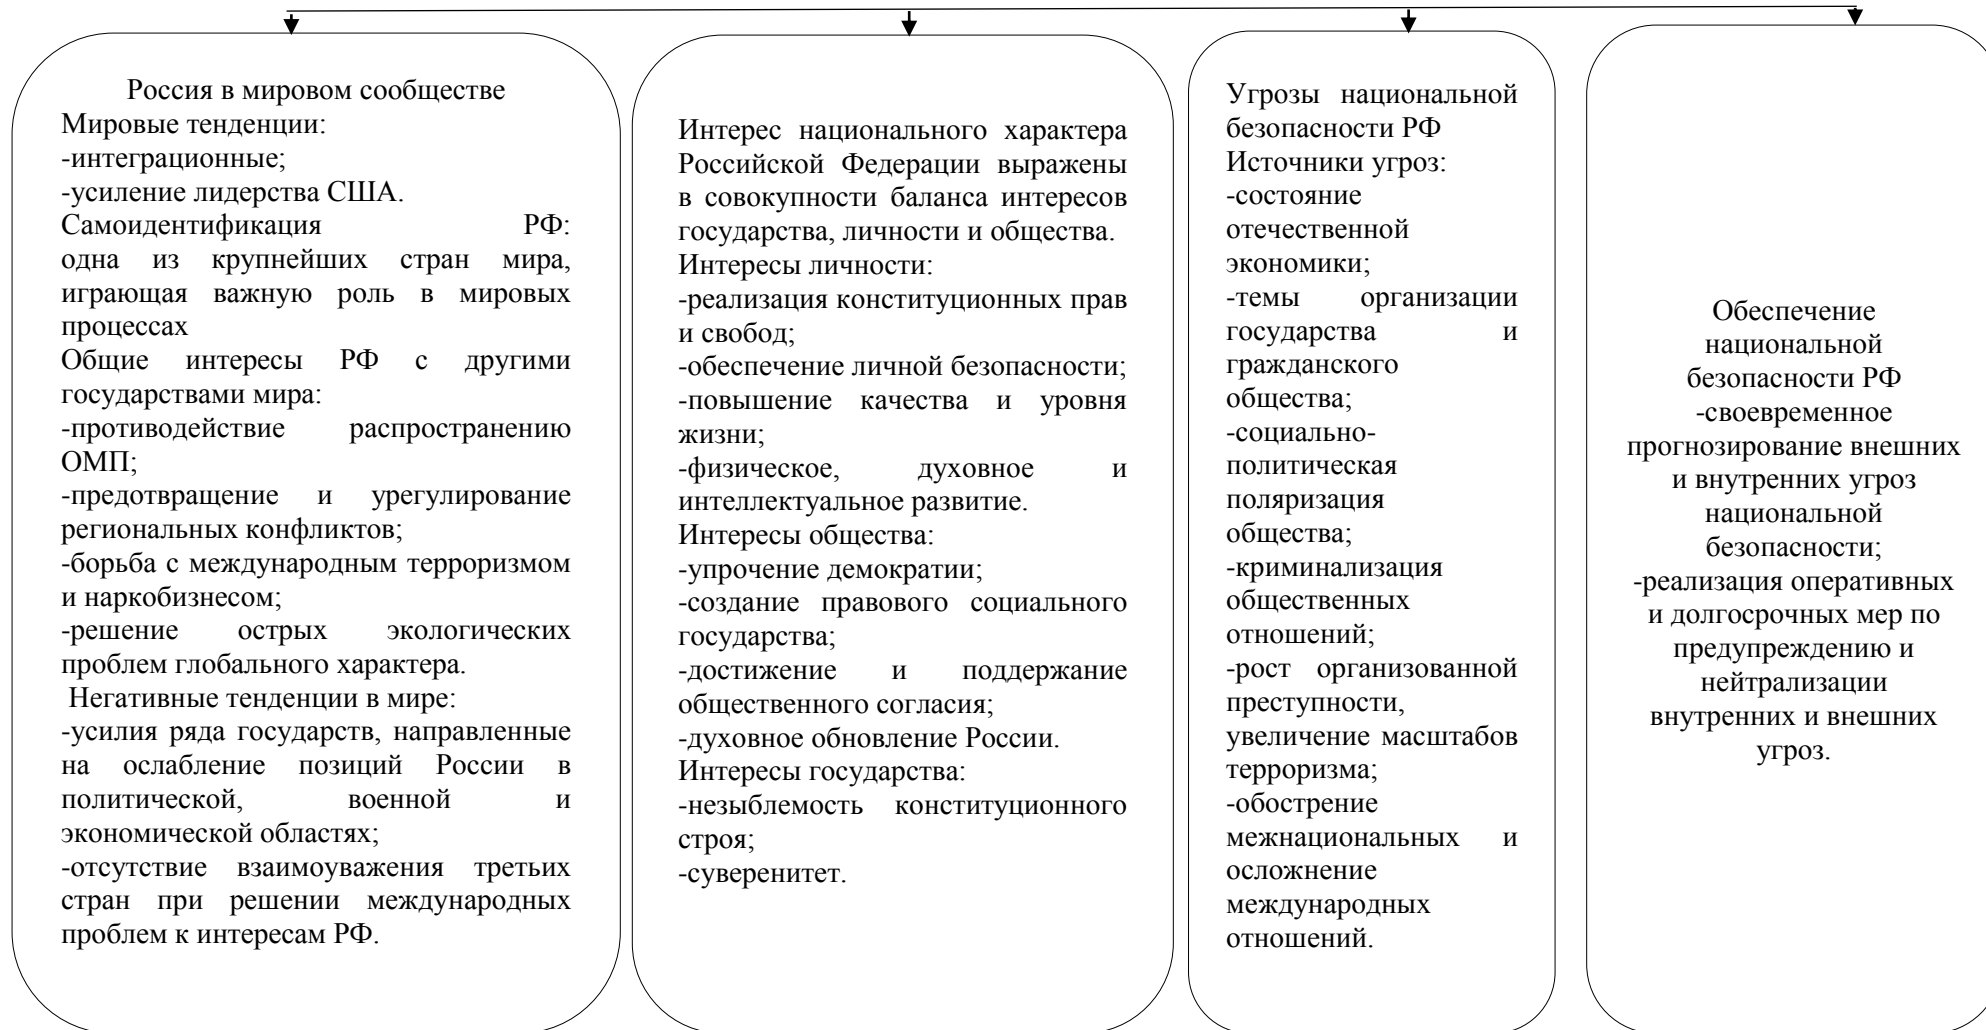 Россия в мировом сообществе
Мировые тенденции:
-интеграционные;
-усиление лидерства США.
Самоидентификация РФ:
одна из крупнейших стран мира,
играющая важную роль в мировых
процессах
Общие интересы РФ с другими
государствами мира:
-противодействие распространению
ОМП;
-предотвращение и урегулирование
региональных конфликтов;
-борьба с международным терроризмом
и наркобизнесом;
-решение острых экологических
проблем глобального характера.
Негативные тенденции в мире:
-усилия ряда государств, направленные
на ослабление позиций России в
политической, военной и
экономической областях;
-отсутствие взаимоуважения третьих
стран при решении международных
проблем к интересам РФ.
Интерес национального характера
Российской Федерации выражены
в совокупности баланса интересов
государства, личности и общества.
Интересы личности:
-реализация конституционных прав
и свобод;
-обеспечение личной безопасности;
-повышение качества и уровня
жизни;
-физическое, духовное и
интеллектуальное развитие.
Интересы общества:
-упрочение демократии;
-создание правового социального
государства;
-достижение и поддержание
общественного согласия;
-духовное обновление России.
Интересы государства:
-незыблемость конституционного
строя;
-суверенитет.
Угрозы национальной
безопасности РФ
Источники угроз:
-состояние
отечественной
экономики;
-темы организации
государства и
гражданского
общества;
-социально-
политическая
поляризация
общества;
-криминализация
общественных
отношений;
-рост организованной
преступности,
увеличение масштабов
терроризма;
-обострение
межнациональных и
осложнение
международных
отношений.
Обеспечение
национальной
безопасности РФ
-своевременное
прогнозирование внешних
и внутренних угроз
национальной
безопасности;
-реализация оперативных
и долгосрочных мер по
предупреждению и
нейтрализации
внутренних и внешних
угроз.